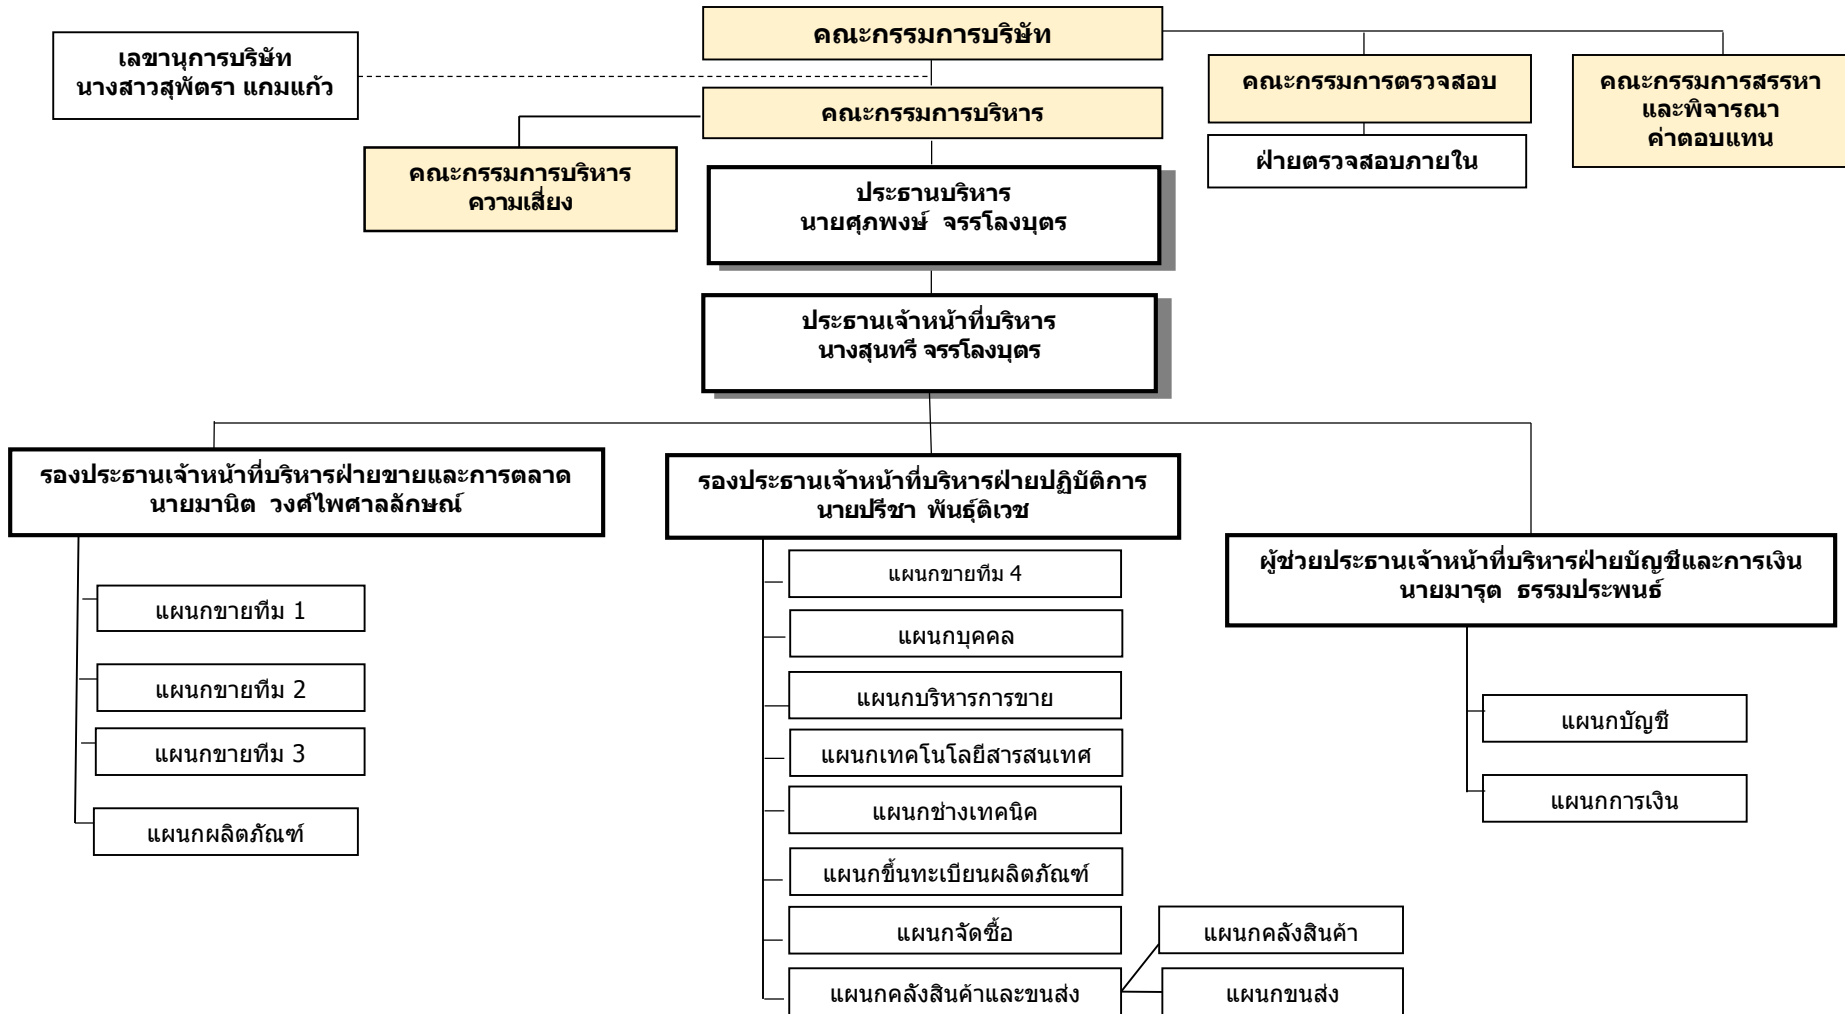 คณะกรรมการบริษัท
เลขานุการบริษัท
นางสาวสุพัตรา แกมแก้ว
คณะกรรมการตรวจสอบ
คณะกรรมการสรรหา
และพิจารณา
ค่าตอบแทน
คณะกรรมการบริหาร
ฝ่ายตรวจสอบภายใน
คณะกรรมการบริหาร
ความเสี่ยง
ประธานบริหาร
นายศุภพงษ์ จรรโลงบุตร
ประธานเจ้าหน้าที่บริหาร
นางสุนทรี จรรโลงบุตร
รองประธานเจ้าหน้าที่บริหารฝ่ายขายและการตลาด
นายมานิต วงศ์ไพศาลลักษณ์
แผนกขายทีม 1
แผนกขายทีม 2
แผนกขายทีม 3
แผนกผลิตภัณฑ์
รองประธานเจ้าหน้าที่บริหารฝ่ายปฏิบัติการ
นายปรีชา พันธุ์ติเวช
แผนกขายทีม 4
แผนกบุคคล
แผนกบริหารการขาย
แผนกเทคโนโลยีสารสนเทศ
แผนกช่างเทคนิค
แผนกขึ้นทะเบียนผลิตภัณฑ์
แผนกจัดซื้อ
แผนกคลังสินค้าและขนส่ง
แผนกคลังสินค้า
แผนกขนส่ง
ผู้ช่วยประธานเจ้าหน้าที่บริหารฝ่ายบัญชีและการเงิน
นายมารุต ธรรมประพนธ์
แผนกบัญชี
แผนกการเงิน